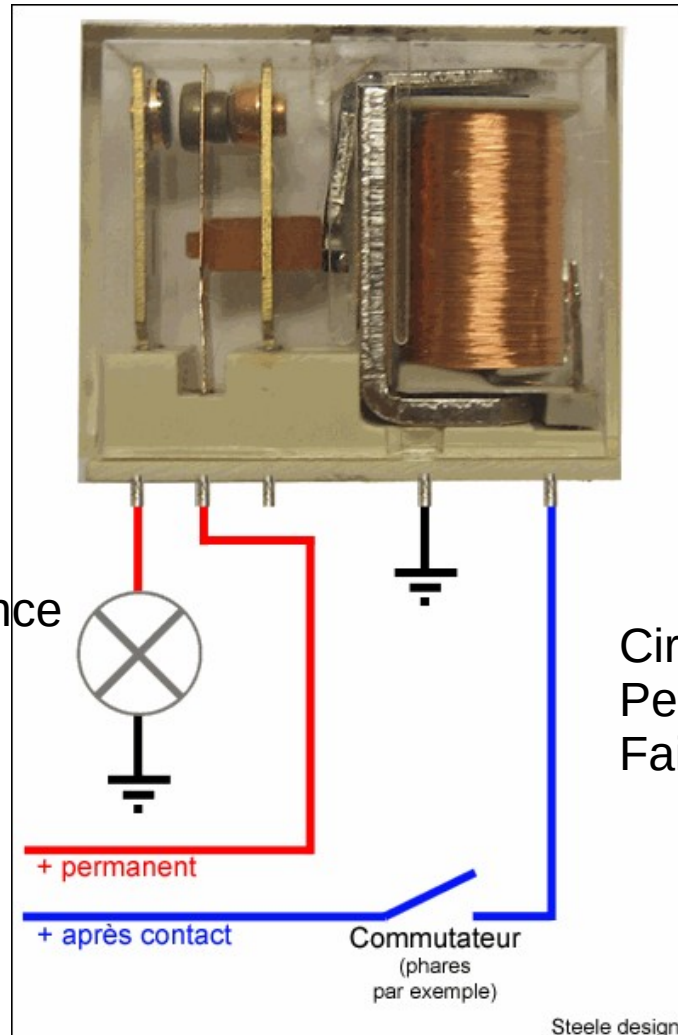 nce
Cir
Pe
Fai
+ permanent
+ après contact
Commutateur
(phares
par exemple)
Steele design